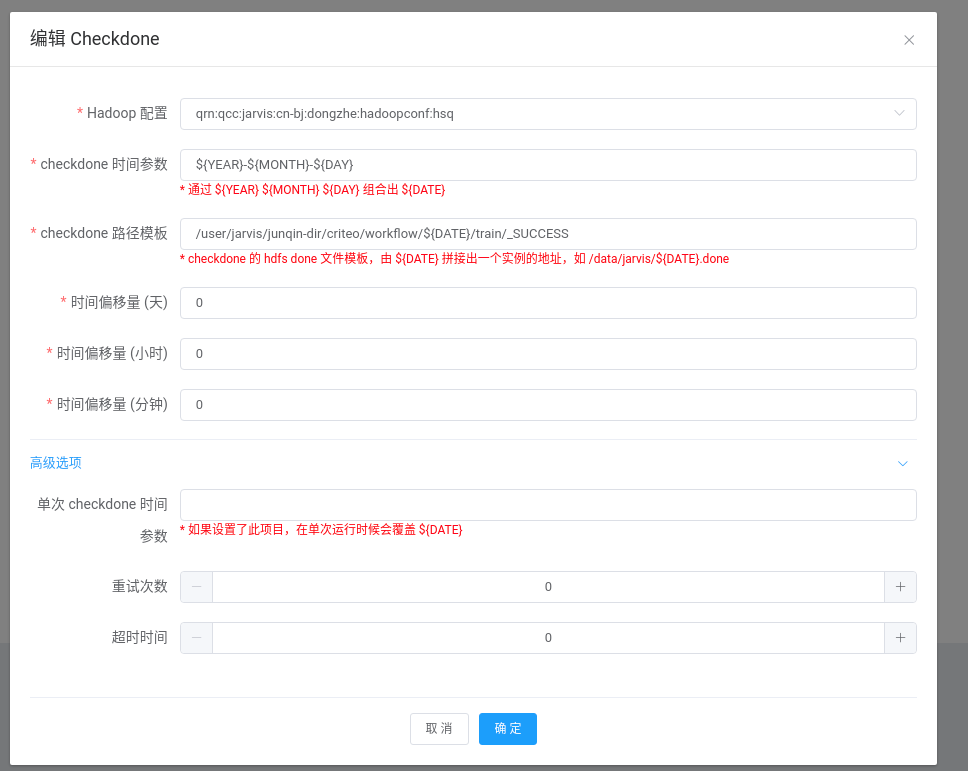 编辑 Checkdone
* Hadoop 配置
qrn:qcc:jarvis:cn-bj:dongzhe:hadoopconf:hsq
* checkdone 时间参数
${YEAR}-${MONTH}-${DAY}
* 通过 ${YEAR} ${MONTH} ${DAY} 组合出 ${DATE}
* checkdone 路径模板
/user/jarvis/junqin-dir/criteo/workflow/${DATE}/train/_SUCCESS
* checkdone 的 hdfs done 文件模板，由 ${DATE} 拼接出一个实例的地址，如 /data/jarvis/${DATE}.done
* 时间偏移量 (天)
0
* 时间偏移量 (小时)
0
* 时间偏移量 (分钟)
0
高级选项
单次 checkdone 时间
参数
* 如果设置了此项目，在单次运行时候会覆盖 ${DATE}
重试次数
0
超时时间
0
取 消
确 定